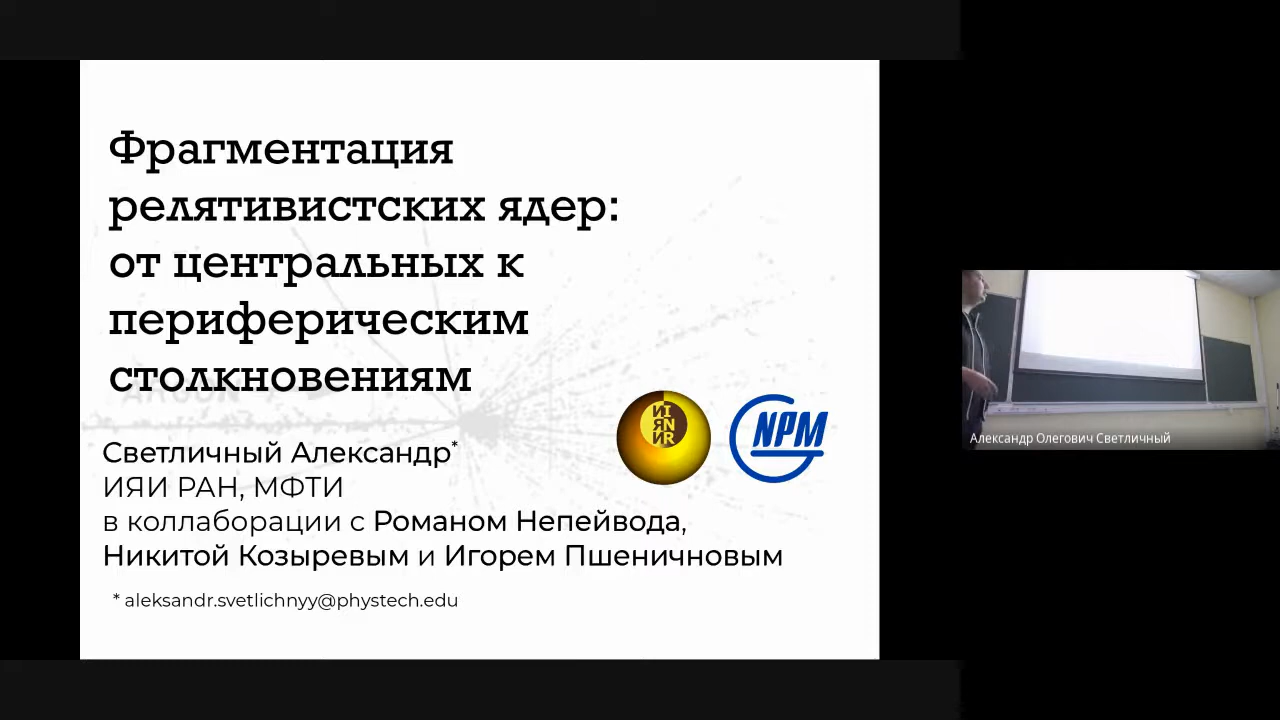 Фрагментация
релятивистских ядер:
от центральных к
периферическим
столкновениям
Светличный Александр*
ИЯИ РАН, МФТИ
в коллаборации с Романом Непейвода,
Никитой Козыревым и Игорем Пшеничновым
* aleksandr.svetlichnyy@phystech.edu
NPM
Александр Олегович Светличный